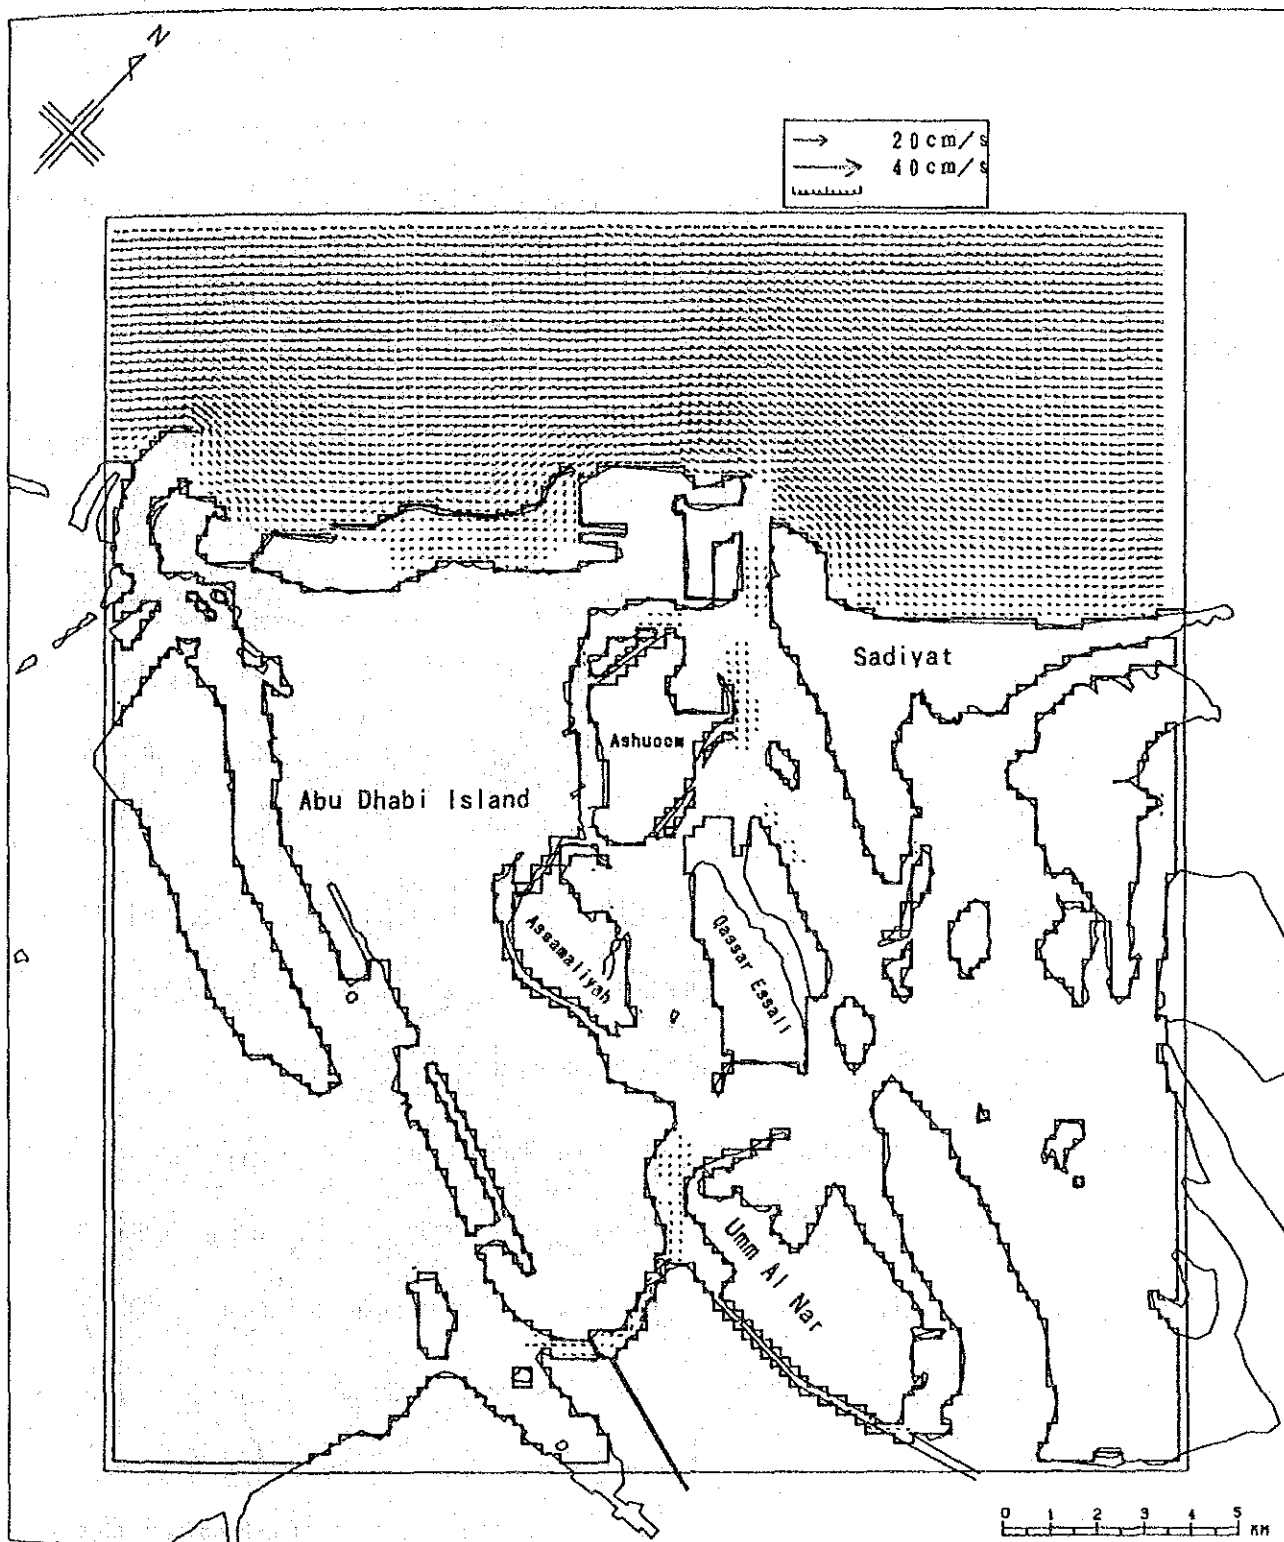 N
20cm/s
40cm/s
Sadiyat
Ashuoom
Abu Dhabi Island
Assamaliyah
Qassar Essali
Umm Al Nar
0 1 2 3 4 5
KM